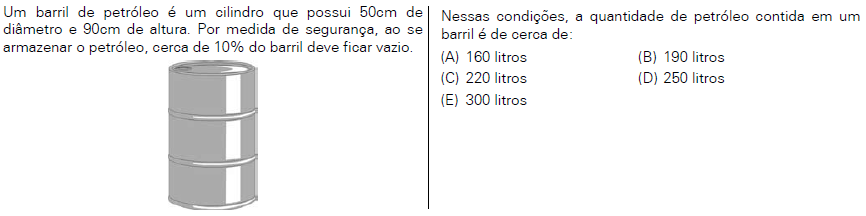 Um barril de petróleo é um cilindro que possui 50cm de
diâmetro e 90cm de altura. Por medida de segurança, ao se
armazenar o petróleo, cerca de 10% do barril deve ficar vazio.
Nessas condições, a quantidade de petróleo contida em um
barril é de cerca de:
(A) 160 litros (B) 190 litros
(C) 220 litros (D) 250 litros
(E) 300 litros